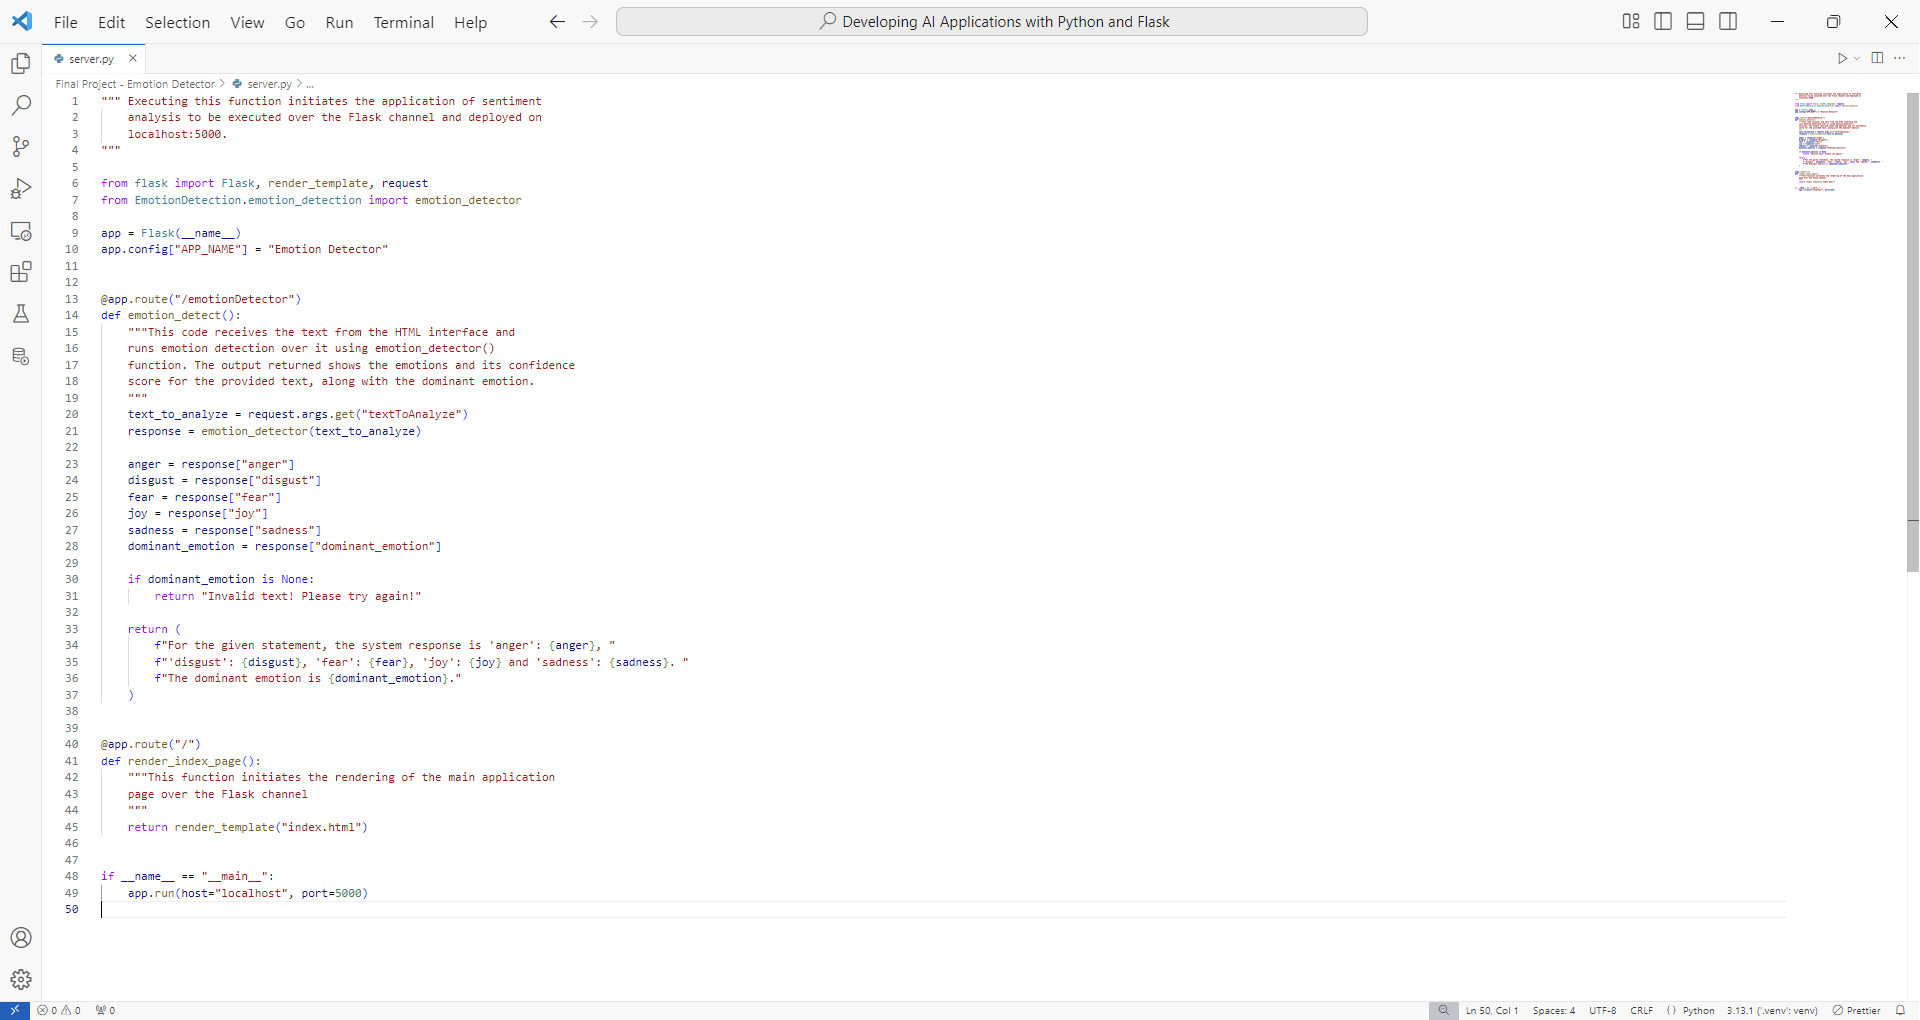 File Edit Selection View Go Run Terminal Help
Developing AI Applications with Python and Flask
server.py
Final Project - Emotion Detector > server.py > ...
1 """ Executing this function initiates the application of sentiment
2     analysis to be executed over the Flask channel and deployed on
3     localhost:5000.
4 """
5
6 from flask import Flask, render_template, request
7 from EmotionDetection.emotion_detection import emotion_detector
8
9 app = Flask(__name__)
10 app.config["APP_NAME"] = "Emotion Detector"
11
12
13 @app.route("/emotionDetector")
14 def emotion_detect():
15     """This code receives the text from the HTML interface and
16     runs emotion detection over it using emotion_detector()
17     function. The output returned shows the emotions and its confidence
18     score for the provided text, along with the dominant emotion.
19     """
20     text_to_analyze = request.args.get("textToAnalyze")
21     response = emotion_detector(text_to_analyze)
22
23     anger = response["anger"]
24     disgust = response["disgust"]
25     fear = response["fear"]
26     joy = response["joy"]
27     sadness = response["sadness"]
28     dominant_emotion = response["dominant_emotion"]
29
30     if dominant_emotion is None:
31         return "Invalid text! Please try again!"
32
33     return (
34         f"For the given statement, the system response is 'anger': {anger}, "
35         f"'disgust': {disgust}, 'fear': {fear}, 'joy': {joy} and 'sadness': {sadness}. "
36         f"The dominant emotion is {dominant_emotion}."
37     )
38
39
40 @app.route("/")
41 def render_index_page():
42     """This function initiates the rendering of the main application
43     page over the Flask channel
44     """
45     return render_template("index.html")
46
47
48 if __name__ == "__main__":
49     app.run(host="localhost", port=5000)
50
0 0 0 Ln 50, Col 1 Spaces: 4 UTF-8 CRLF {} Python 3.13.1 ('.venv': venv) Prettier